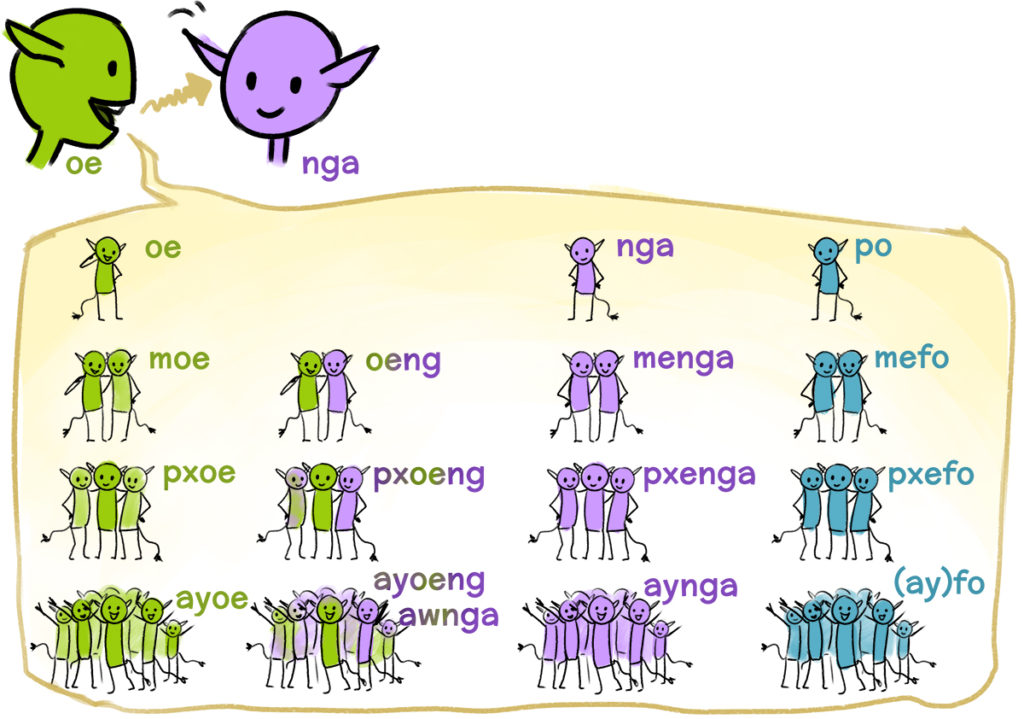 oe nga
oe nga po
moe oeng menga mefo
pxoe pxoeng pxenga pxefo
ayoe ayoeng aynga (ay)fo
awnga